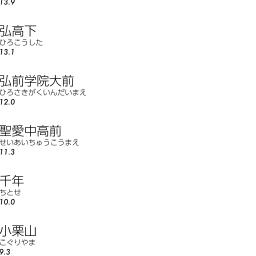 13.9
弘高下
ひろこうした
13.1
弘前学院大前
ひろさきがくいんだいまえ
12.0
聖愛中高前
せいあいちゅうこうまえ
11.3
千年
ちとせ
10.0
小栗山
こぐりやま
9.3